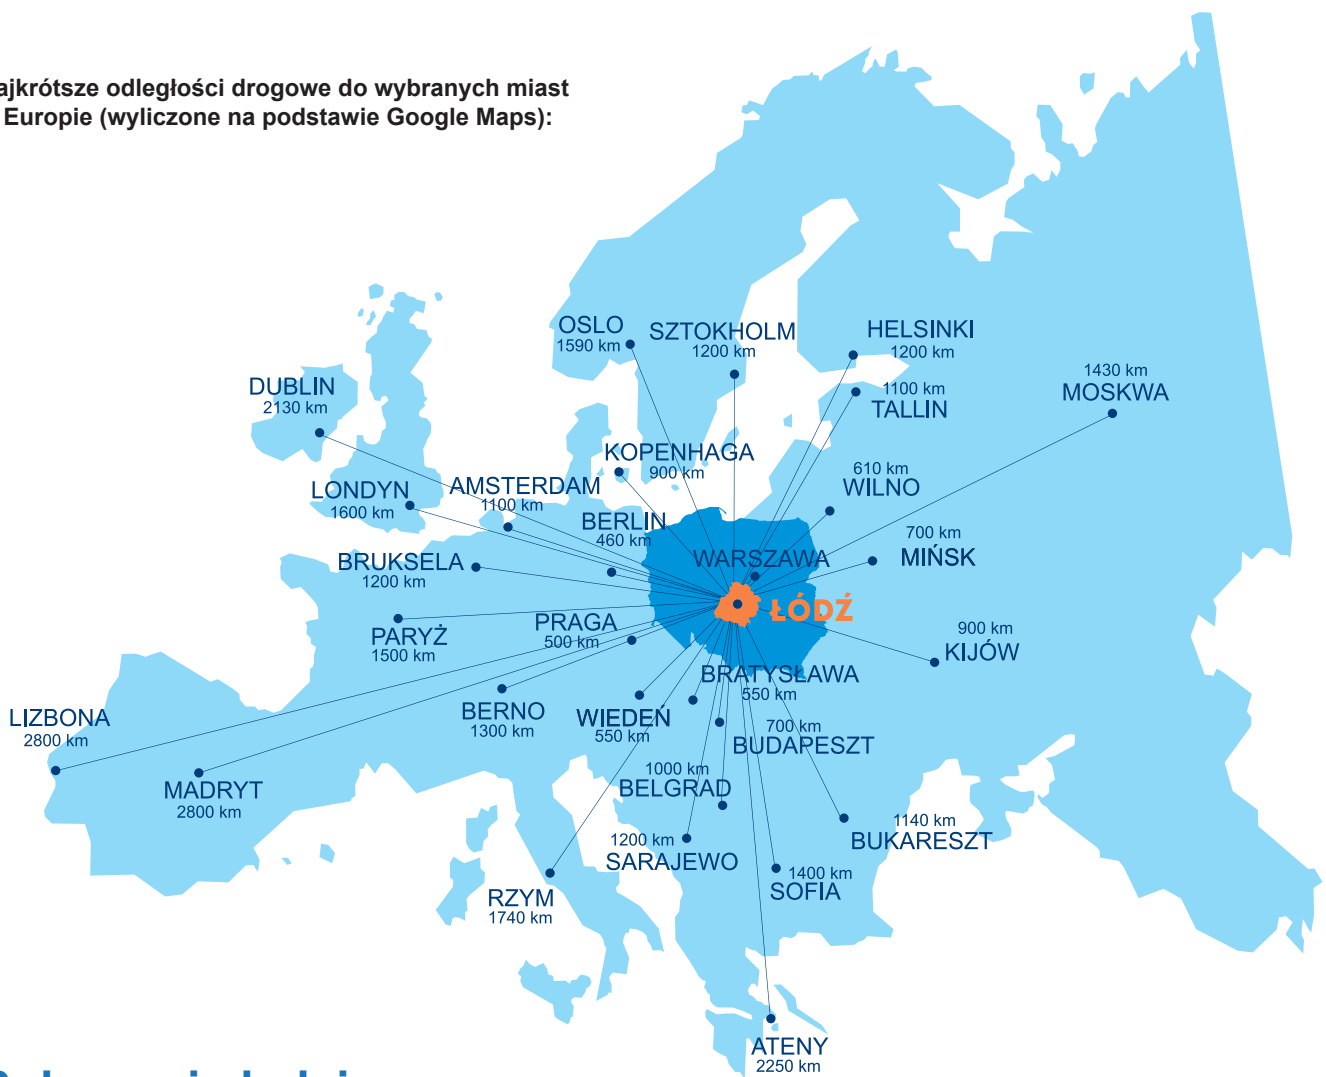 ajkrótsze odległości drogowe do wybranych miast
Europie (wyliczone na podstawie Google Maps):
OSLO
1590 km
SZTOKHOLM
1200 km
HELSINKI
1200 km
1430 km
MOSKWA
DUBLIN
2130 km
1100 km
TALLIN
KOPENHAGA
900 km
610 km
WILNO
LONDYN
1600 km
AMSTERDAM
1100 km
BERLIN
460 km
700 km
MIŃSK
BRUKSELA
1200 km
WARSZAWA
ŁÓDŹ
PARYŻ
1500 km
PRAGA
500 km
900 km
KIJÓW
BRATYSŁAWA
550 km
LIZBONA
2800 km
BERNO
1300 km
WIEDEŃ
550 km
700 km
BUDAPESZT
MADRYT
2800 km
1000 km
BELGRAD
1140 km
BUKARESZT
1200 km
SARAJEWO
1400 km
SOFIA
RZYM
1740 km
ATENY
2250 km